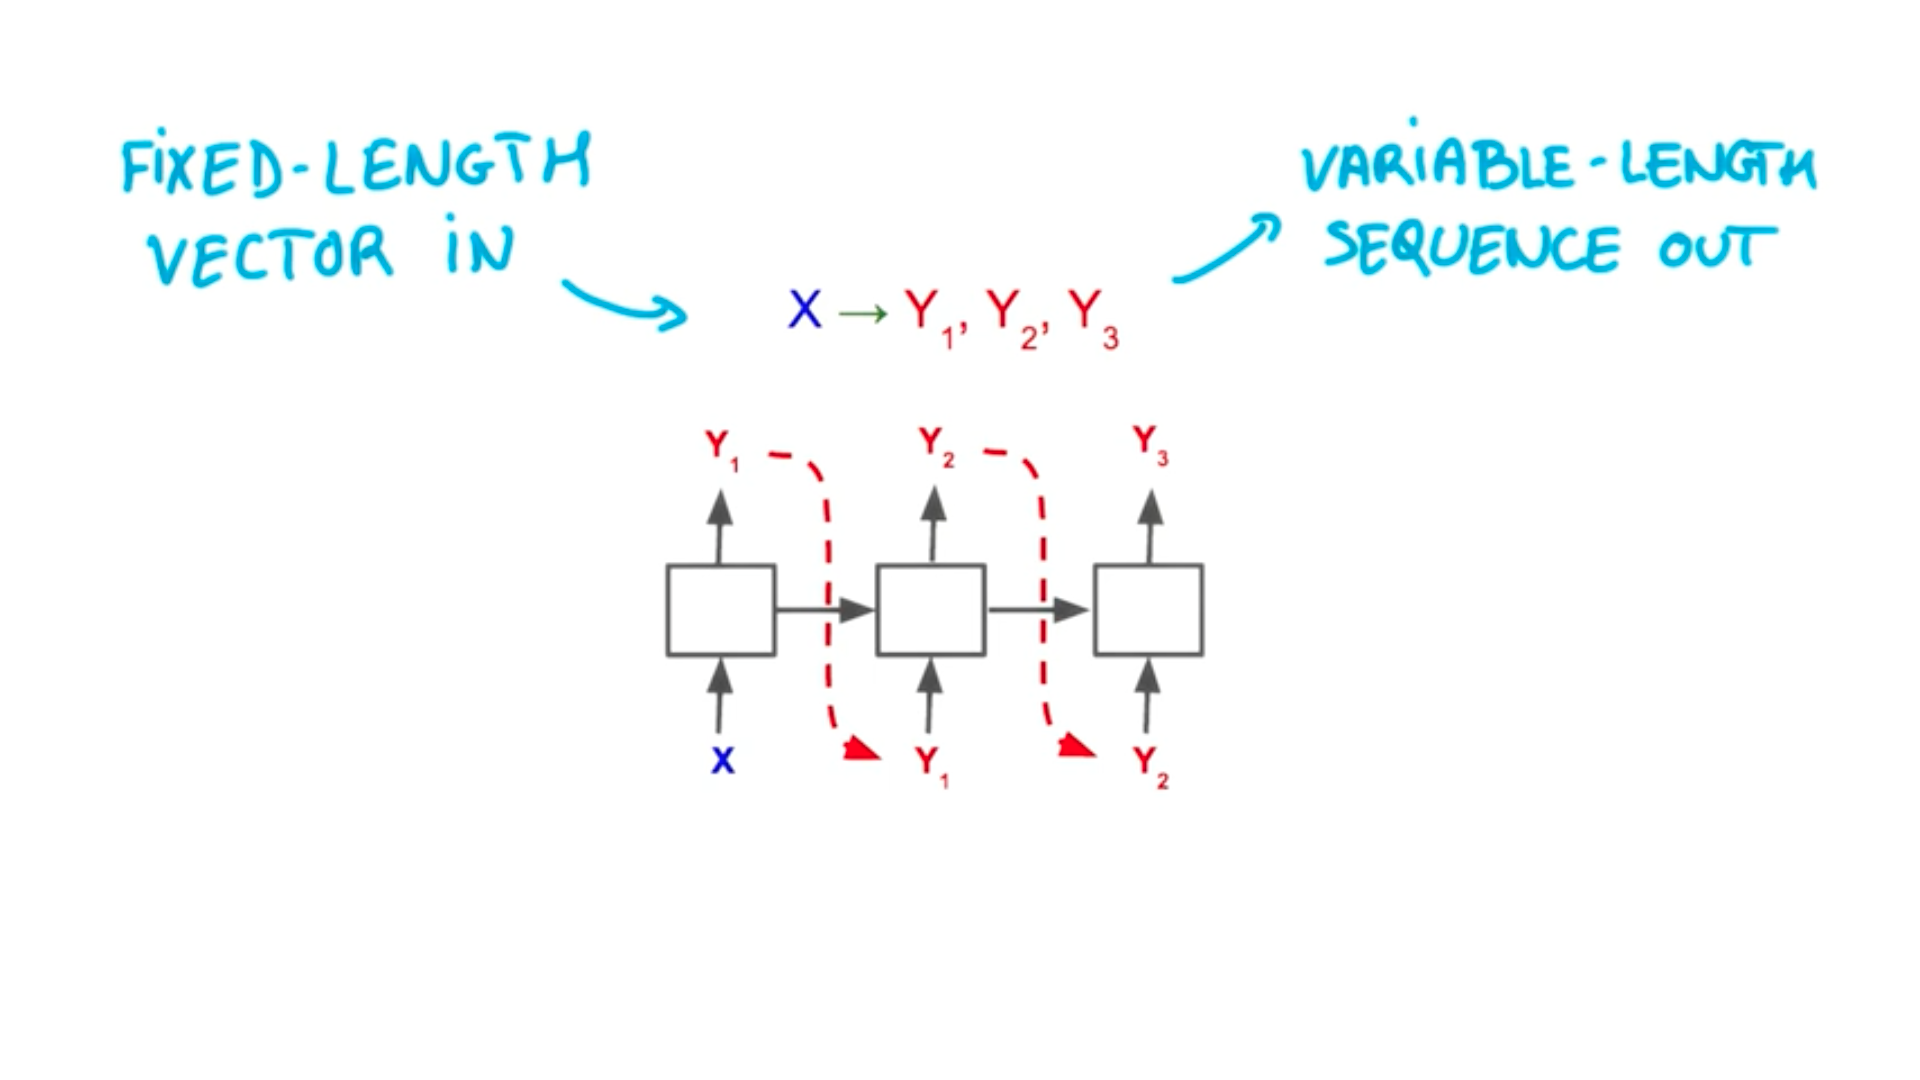 FIXED-LENGTH
VECTOR IN
VARIABLE-LENGTH
SEQUENCE OUT
X → Y₁, Y₂, Y₃
Y₁ Y₂ Y₃
X Y₁ Y₂